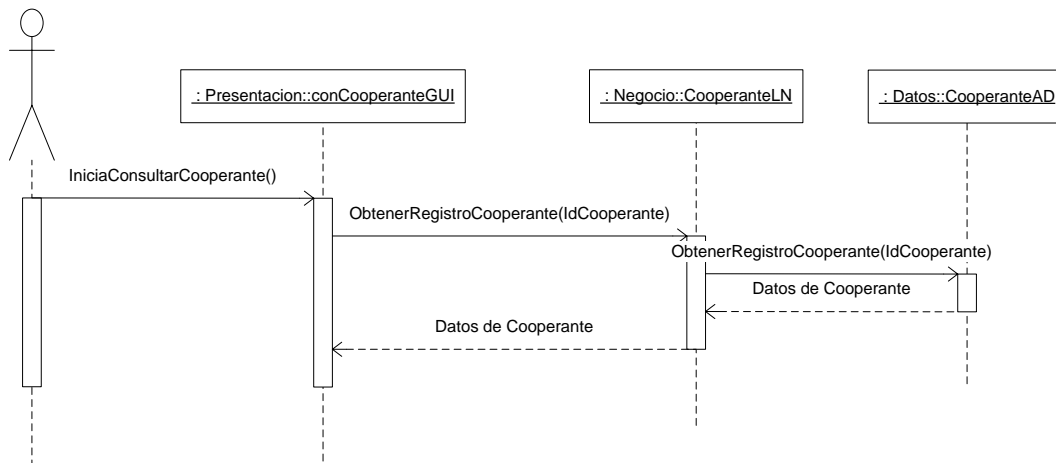 : Presentacion::conCooperanteGUI
: Negocio::CooperanteLN
: Datos::CooperanteAD
IniciaConsultarCooperante()
ObtenerRegistroCooperante(IdCooperante)
ObtenerRegistroCooperante(IdCooperante)
Datos de Cooperante
Datos de Cooperante